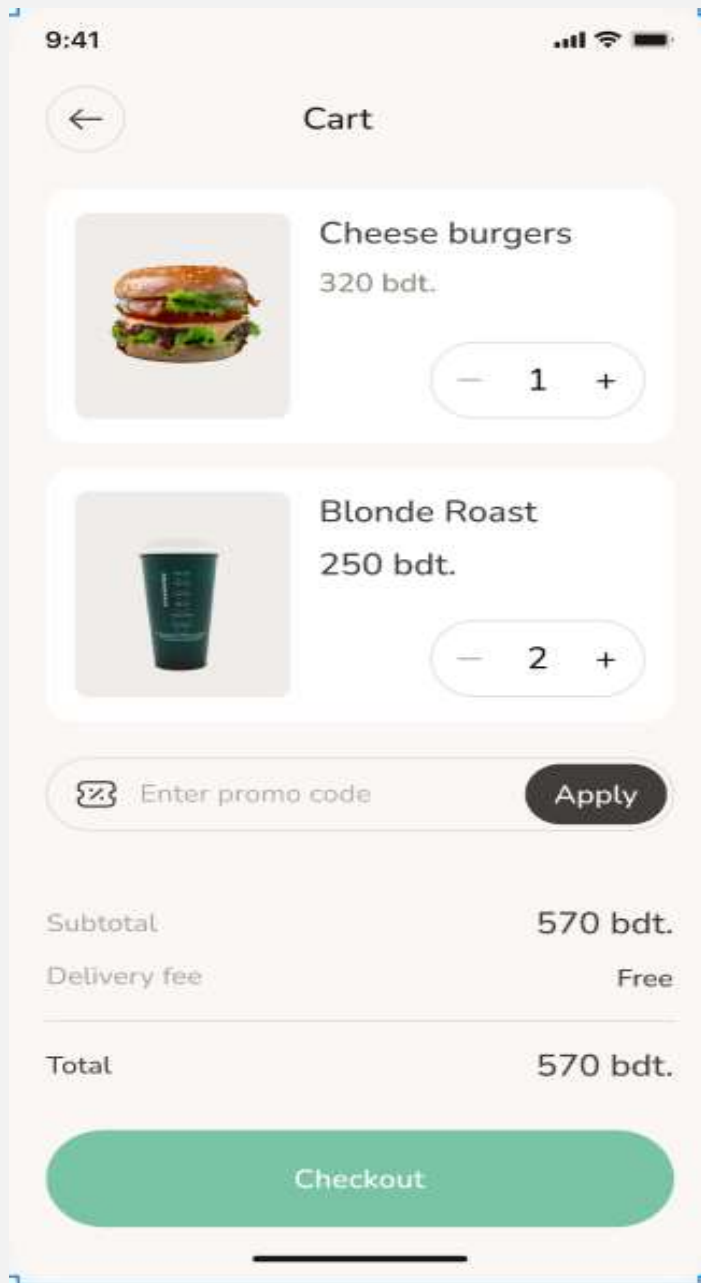 9:41
Cart
Cheese burgers
320 bdt.
— 1 +
Blonde Roast
250 bdt.
— 2 +
Enter promo code
Apply
Subtotal
570 bdt.
Delivery fee
Free
Total
570 bdt.
Checkout